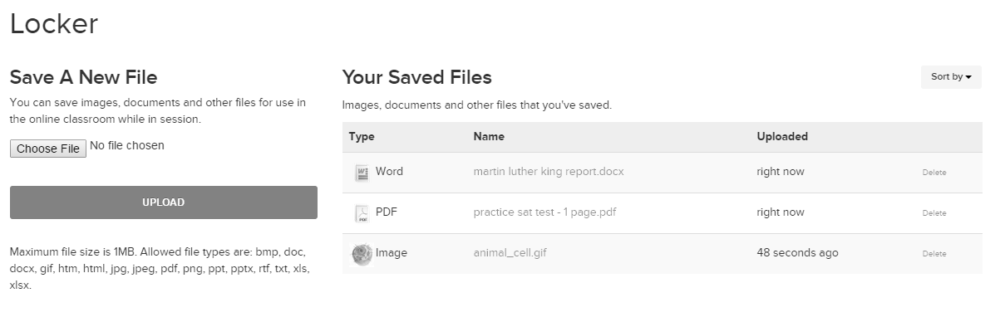 Locker
Save A New File
You can save images, documents and other files for use in
the online classroom while in session.
Choose File No file chosen
UPLOAD
Maximum file size is 1MB. Allowed file types are: bmp, doc,
docx, gif, htm, html, jpg, jpeg, pdf, png, ppt, pptx, rtf, txt, xls,
xlsx.
Your Saved Files
Sort by
Images, documents and other files that you've saved.
Type Name Uploaded
Word martin luther king report.docx right now Delete
PDF practice sat test - 1 page.pdf right now Delete
Image animal_cell.gif 48 seconds ago Delete